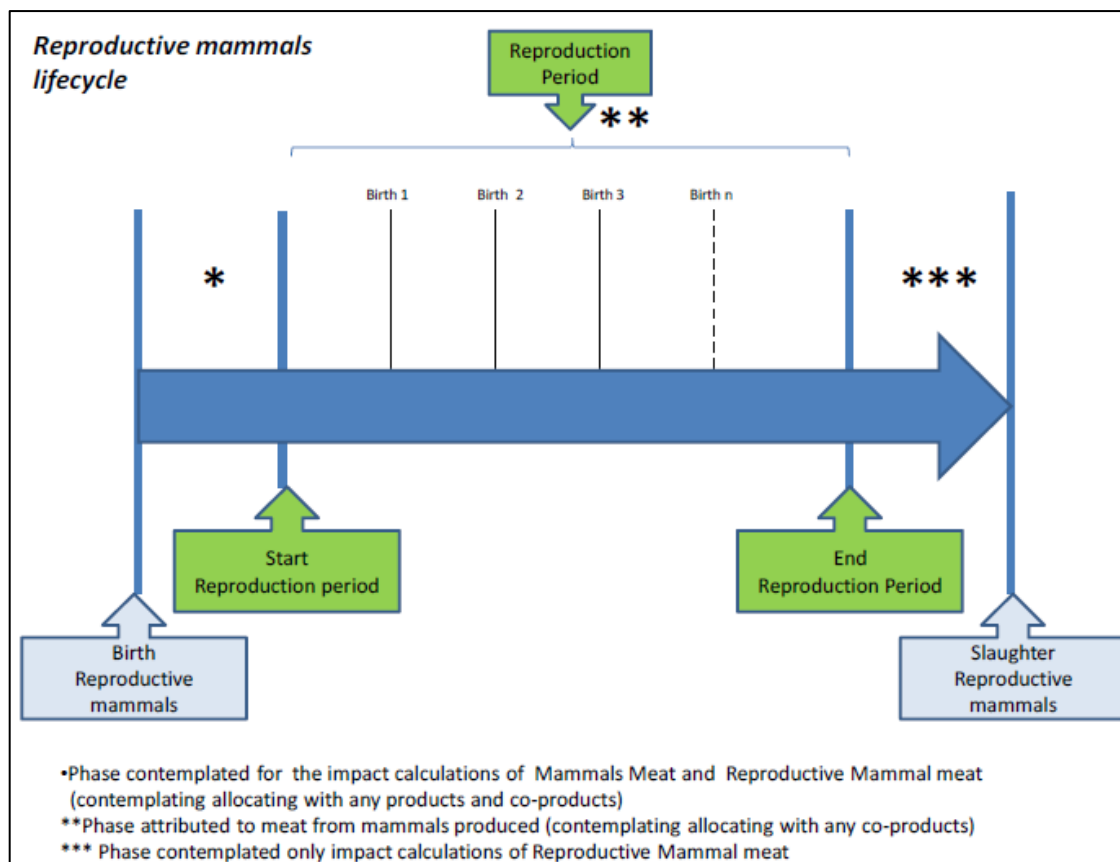 Reproductive mammals
lifecycle
Reproduction
Period
**
Birth 1
Birth 2
Birth 3
Birth n
*
***
Start
Reproduction period
End
Reproduction Period
Birth
Reproductive
mammals
Slaughter
Reproductive
mammals
•Phase contemplated for the impact calculations of Mammals Meat and Reproductive Mammal meat
(contemplating allocating with any products and co-products)
**Phase attributed to meat from mammals produced (contemplating allocating with any co-products)
*** Phase contemplated only impact calculations of Reproductive Mammal meat